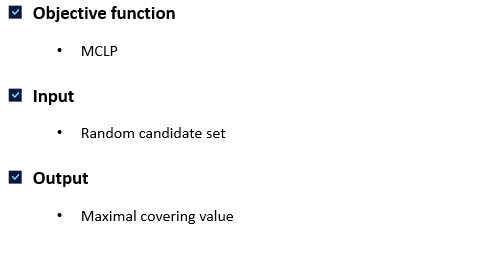 Objective function
• MCLP
Input
• Random candidate set
Output
• Maximal covering value